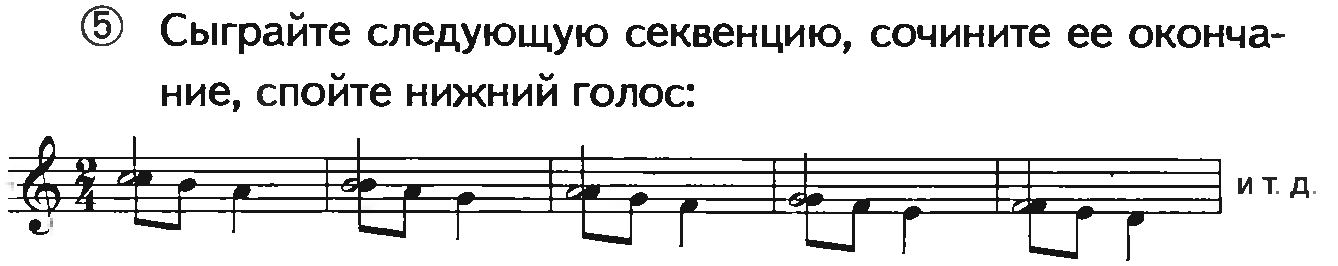 ⑤ Сыграйте следующую секвенцию, сочините ее оконча-
ние, спойте нижний голос:
2
4
и т. д.